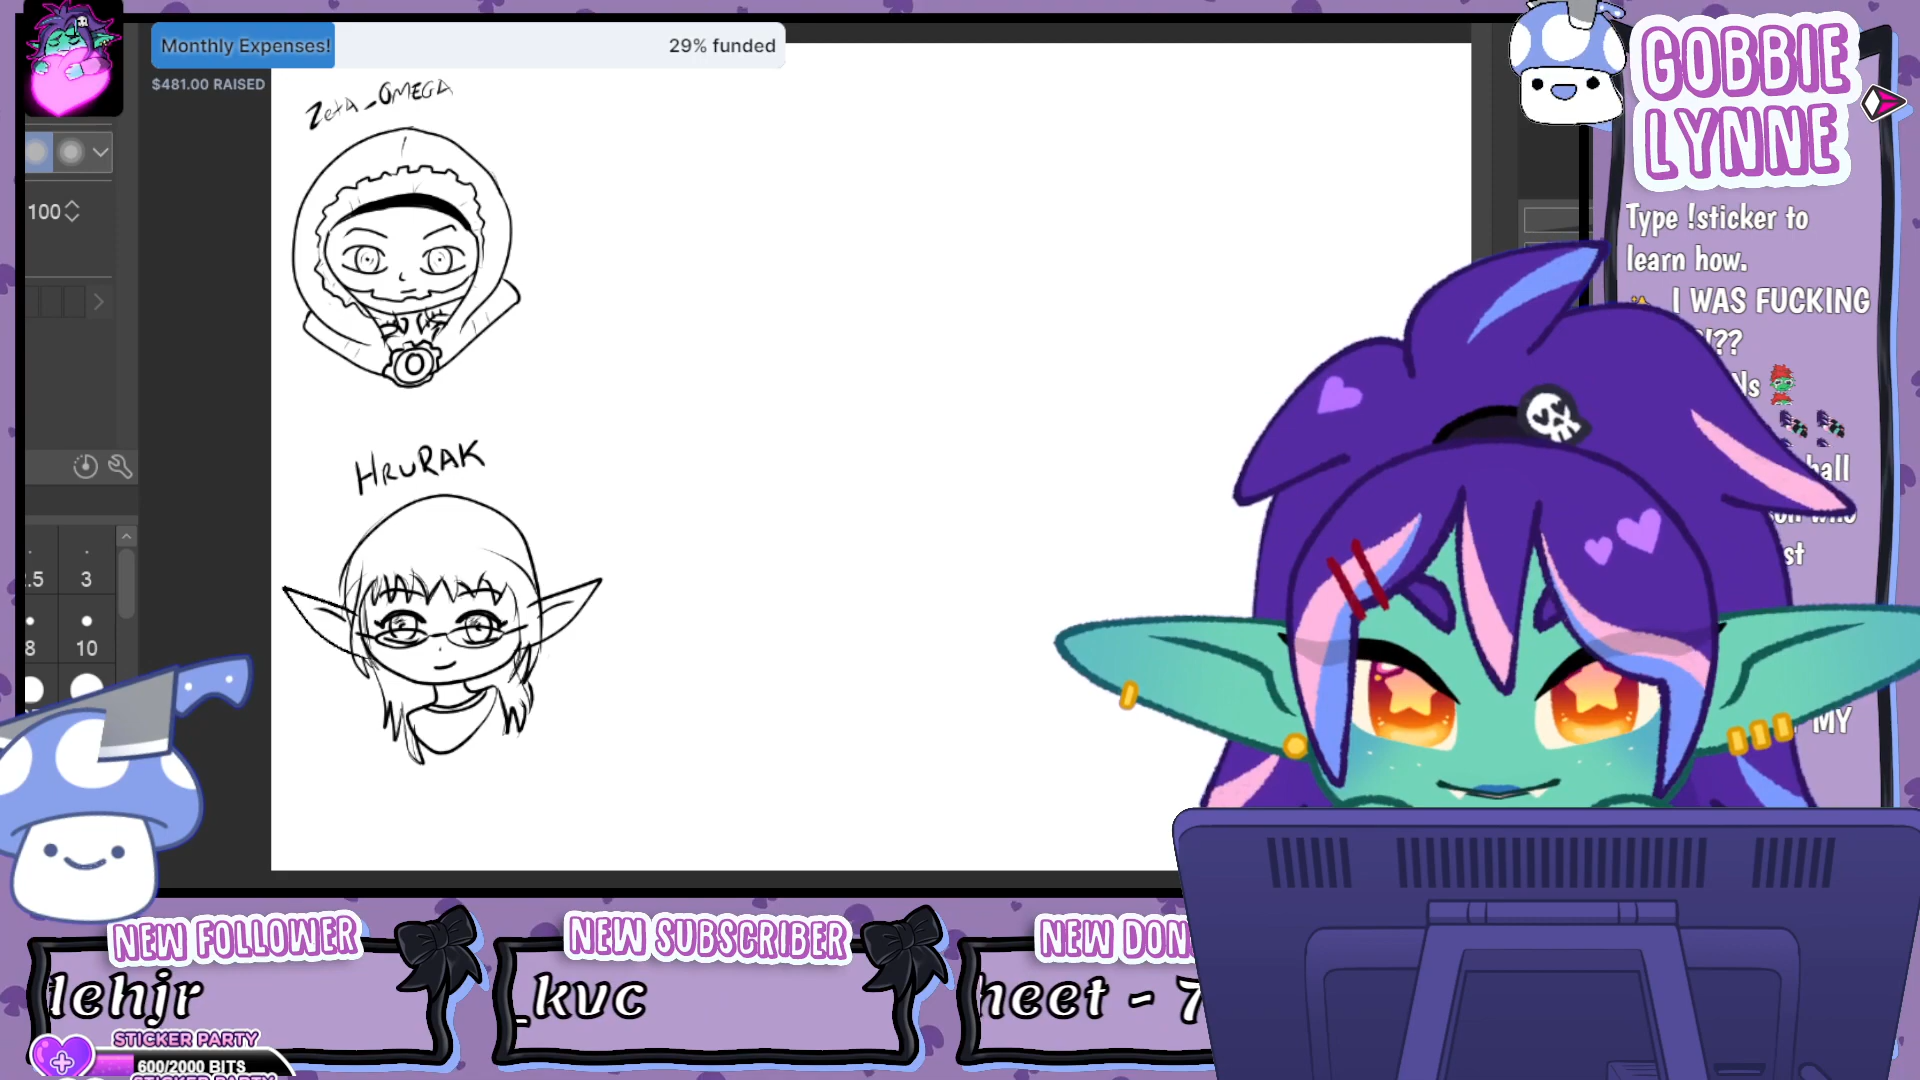 Monthly Expenses!
29% funded
$481.00 RAISED
GOBBIE
LYNNE
Type !sticker to
learn how.
I WAS FUCKING
!??
Zeta_Omega
100
HRURAK
.5
3
8
10
MY
NEW FOLLOWER
lehjr
NEW SUBSCRIBER
_kvc
NEW DON
heet - 7
STICKER PARTY
600/2000 BITS
STICKER PARTY